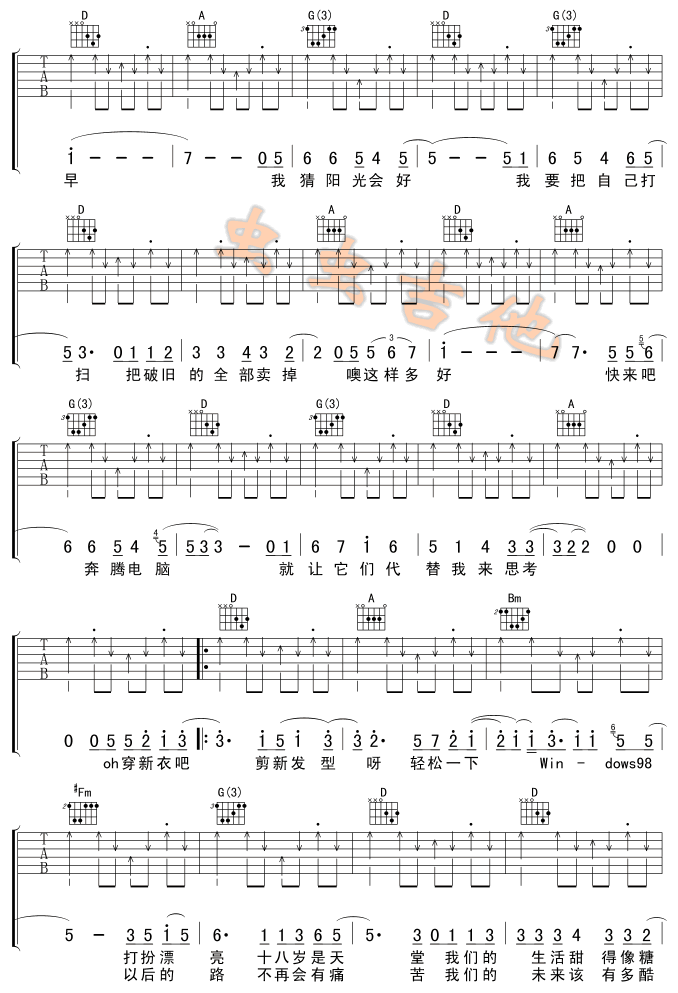 D A G(3) D G(3)
T A B
i - - - | 7 - - 0 5 | 6 6 5 4 5 | 5 - - 5 1 | 6 5 4 6 5
早 我 猜 阳 光 会 好 我 要 把 自 己 打
D A D A
虫虫吉他
T A B
5 3· 0 1 1 2 | 3 3 4 3 2 | 2 0 5 5 6 7 | i - - - | 7 7· 5 5 5 6
扫 把 破 旧 的 全 部 卖 掉 噢 这 样 多 好 快 来 吧
G(3) D G(3) D A
T A B
6 6 5 4 4 5 | 5 3 3 - 0 1 | 6 7 i 6 | 5 1 4 3 3 | 3 2 2 0 0
奔 腾 电 脑 就 让 它 们 代 替 我 来 思 考
D A Bm
T A B
0 0 5 5 2 i 3 |: 3· i 5 i 3 | 3 2· 5 7 2 i | 2 i i 3· i i 6 5 5
oh 穿 新 衣 吧 剪 新 发 型 呀 轻 松 一 下 Win - dows98
#Fm G(3) D D
T A B
5 - 3 5 i 5 | 6· 1 1 3 5 | 5· 3 0 1 1 3 | 3 3 4 3 3 2
打 扮 漂 亮 十 八 岁 是 天 堂 我 们 的 生 活 甜 得 像 糖
以 后 的 路 不 再 会 有 痛 苦 我 们 的 未 来 该 有 多 酷